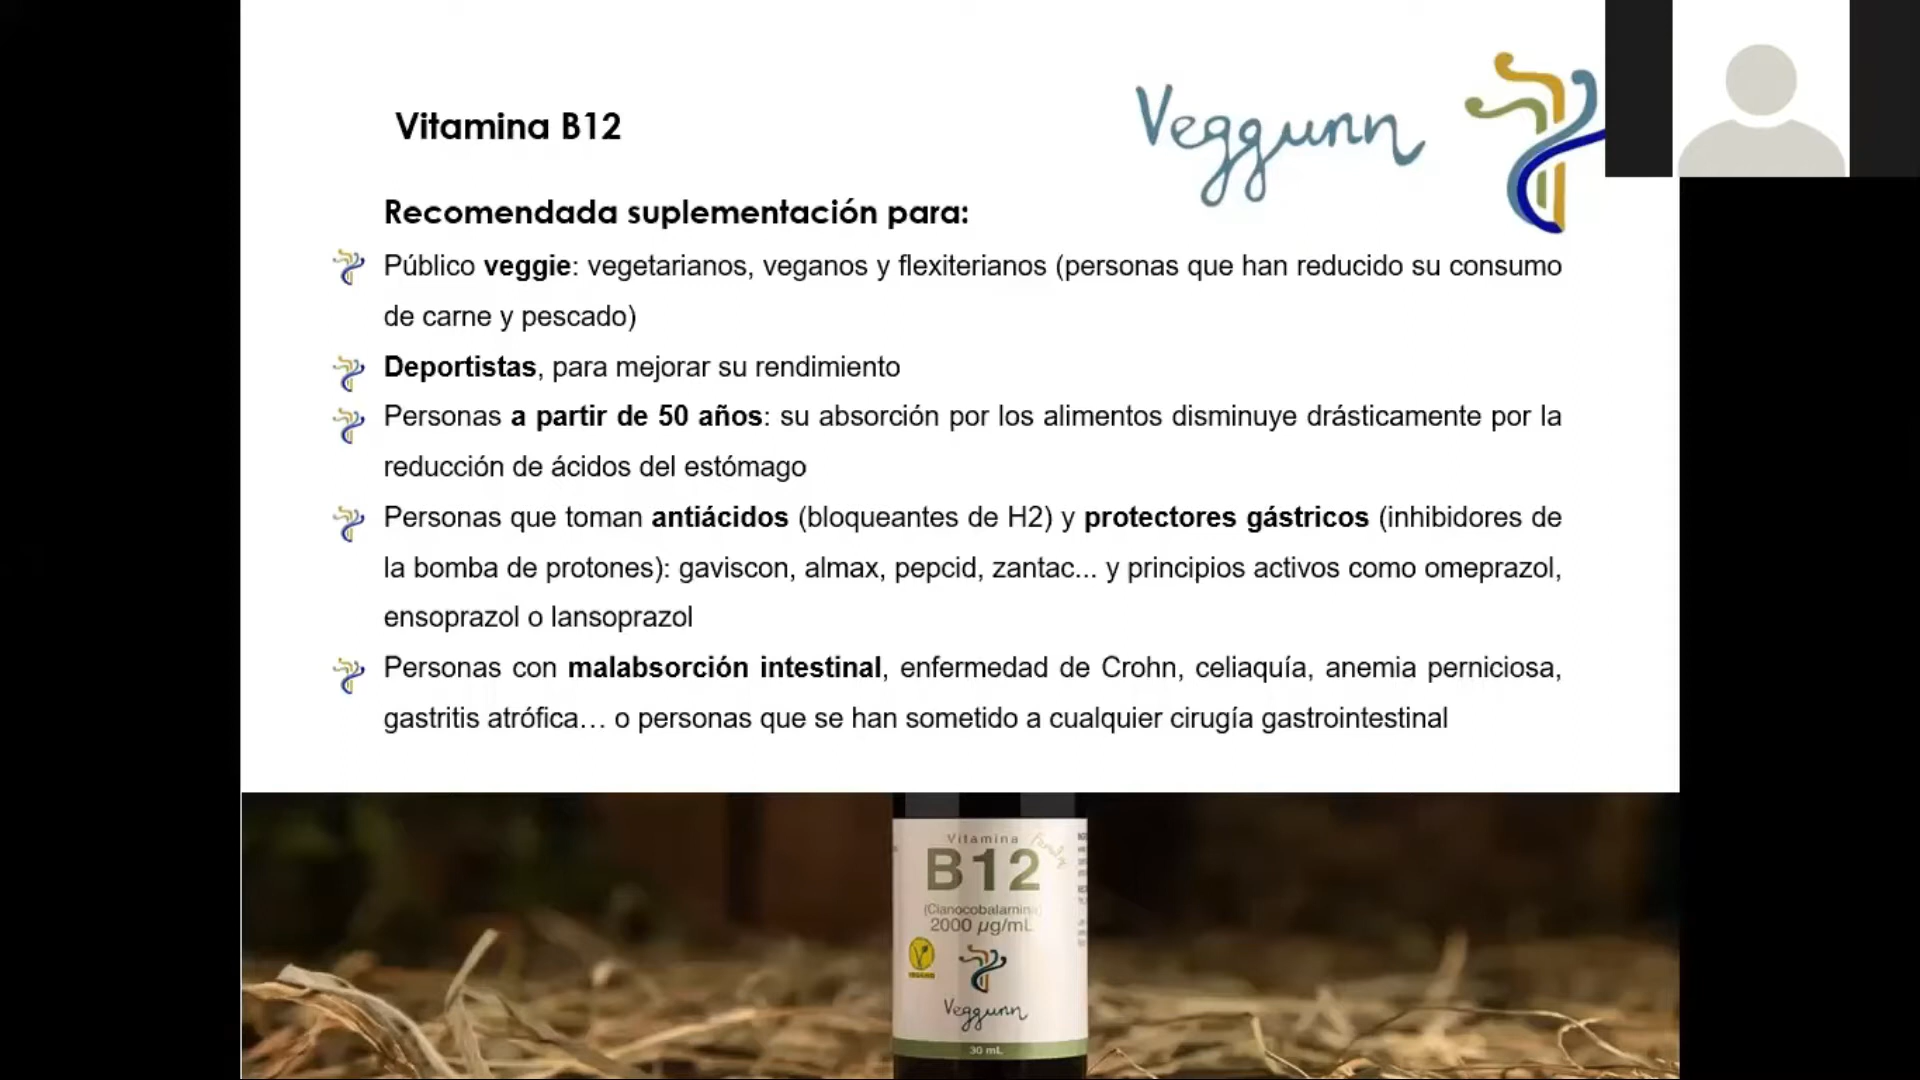 Vitamina B12
Veggunn
Recomendada suplementación para:
Público veggie: vegetarianos, veganos y flexiterianos (personas que han reducido su consumo
de carne y pescado)
Deportistas, para mejorar su rendimiento
Personas a partir de 50 años: su absorción por los alimentos disminuye drásticamente por la
reducción de ácidos del estómago
Personas que toman antiácidos (bloqueantes de H2) y protectores gástricos (inhibidores de
la bomba de protones): gaviscon, almax, pepcid, zantac... y principios activos como omeprazol,
ensoprazol o lansoprazol
Personas con malabsorción intestinal, enfermedad de Crohn, celiaquía, anemia perniciosa,
gastritis atrófica… o personas que se han sometido a cualquier cirugía gastrointestinal
Vitamina
B12
(Cianocobalamina)
2000 µg/mL
Veggunn
30 mL